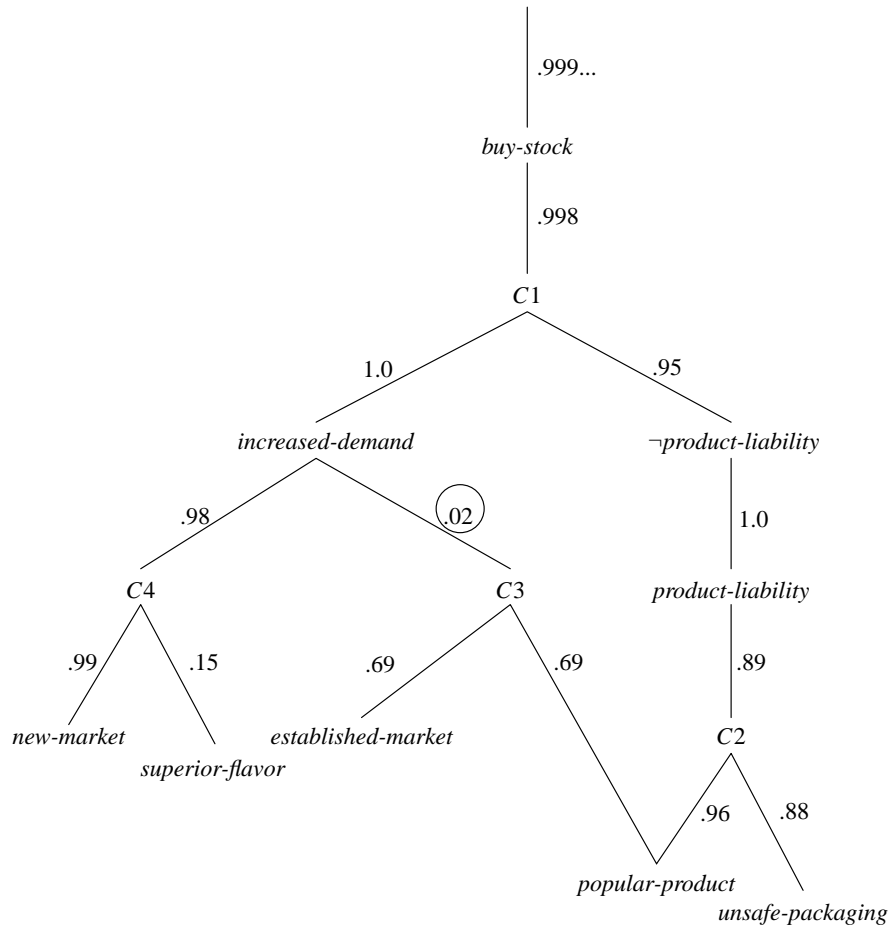 .999...
buy-stock
.998
C1
1.0
.95
increased-demand
¬product-liability
.98
.02
1.0
C4
C3
product-liability
.99
.15
.69
.69
.89
new-market
established-market
C2
superior-flavor
.96
.88
popular-product
unsafe-packaging